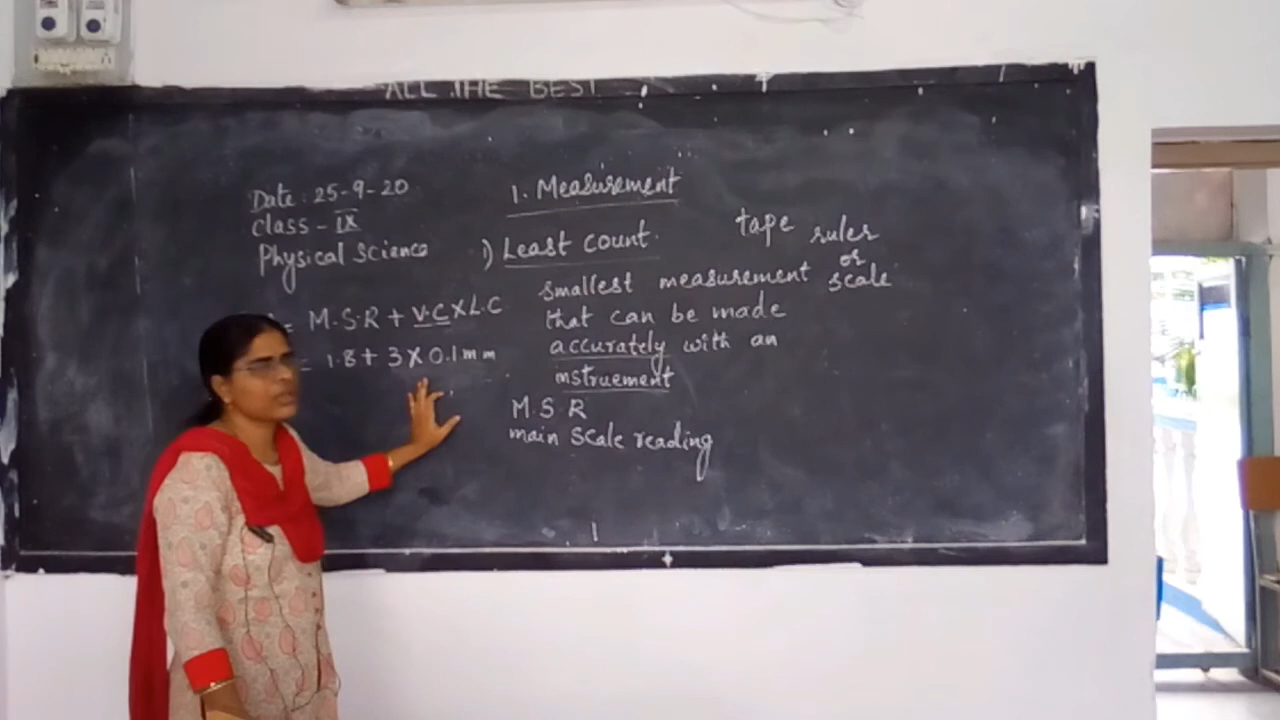 ALL THE BEST
Date: 25-9-20
Class - IX
Physical Science
1. Measurement
1) Least count.
tape ruler
or
scale
smallest measurement
that can be made
accurately with an
instruement
M.S.R
main scale reading
= M.S.R + V.C X L.C
= 1.8 + 3 X 0.1 mm